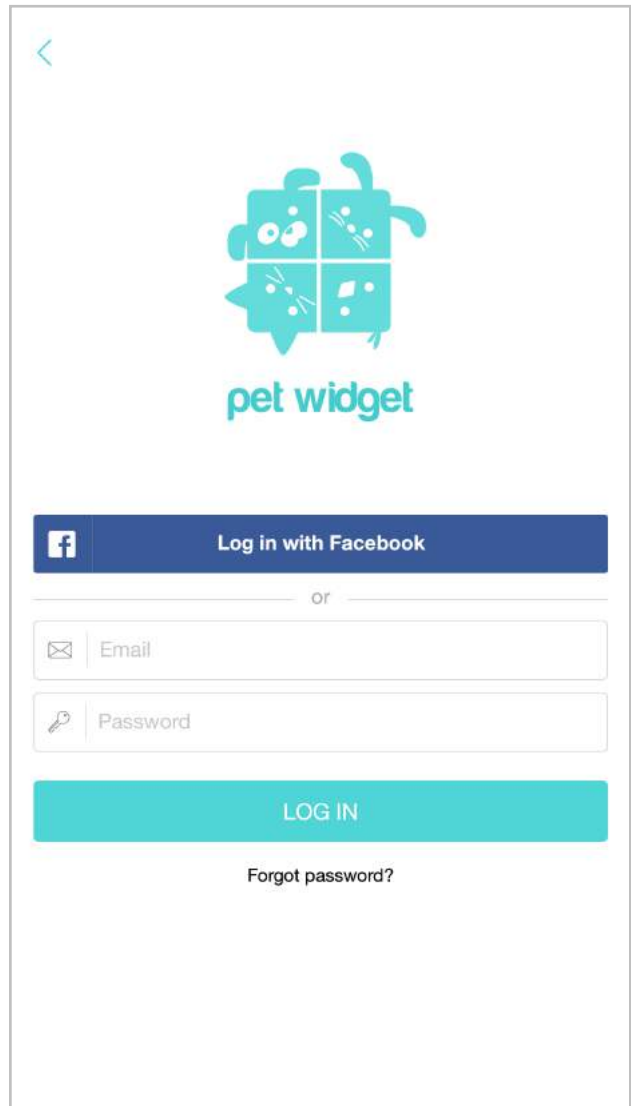 pet widget
Log in with Facebook
or
Email
Password
LOG IN
Forgot password?